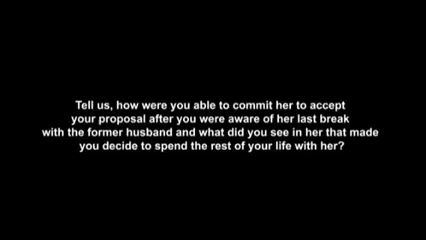 Tell us, how were you able to commit her to accept
your proposal after you were aware of her last break
with the former husband and what did you see in her that made
you decide to spend the rest of your life with her?